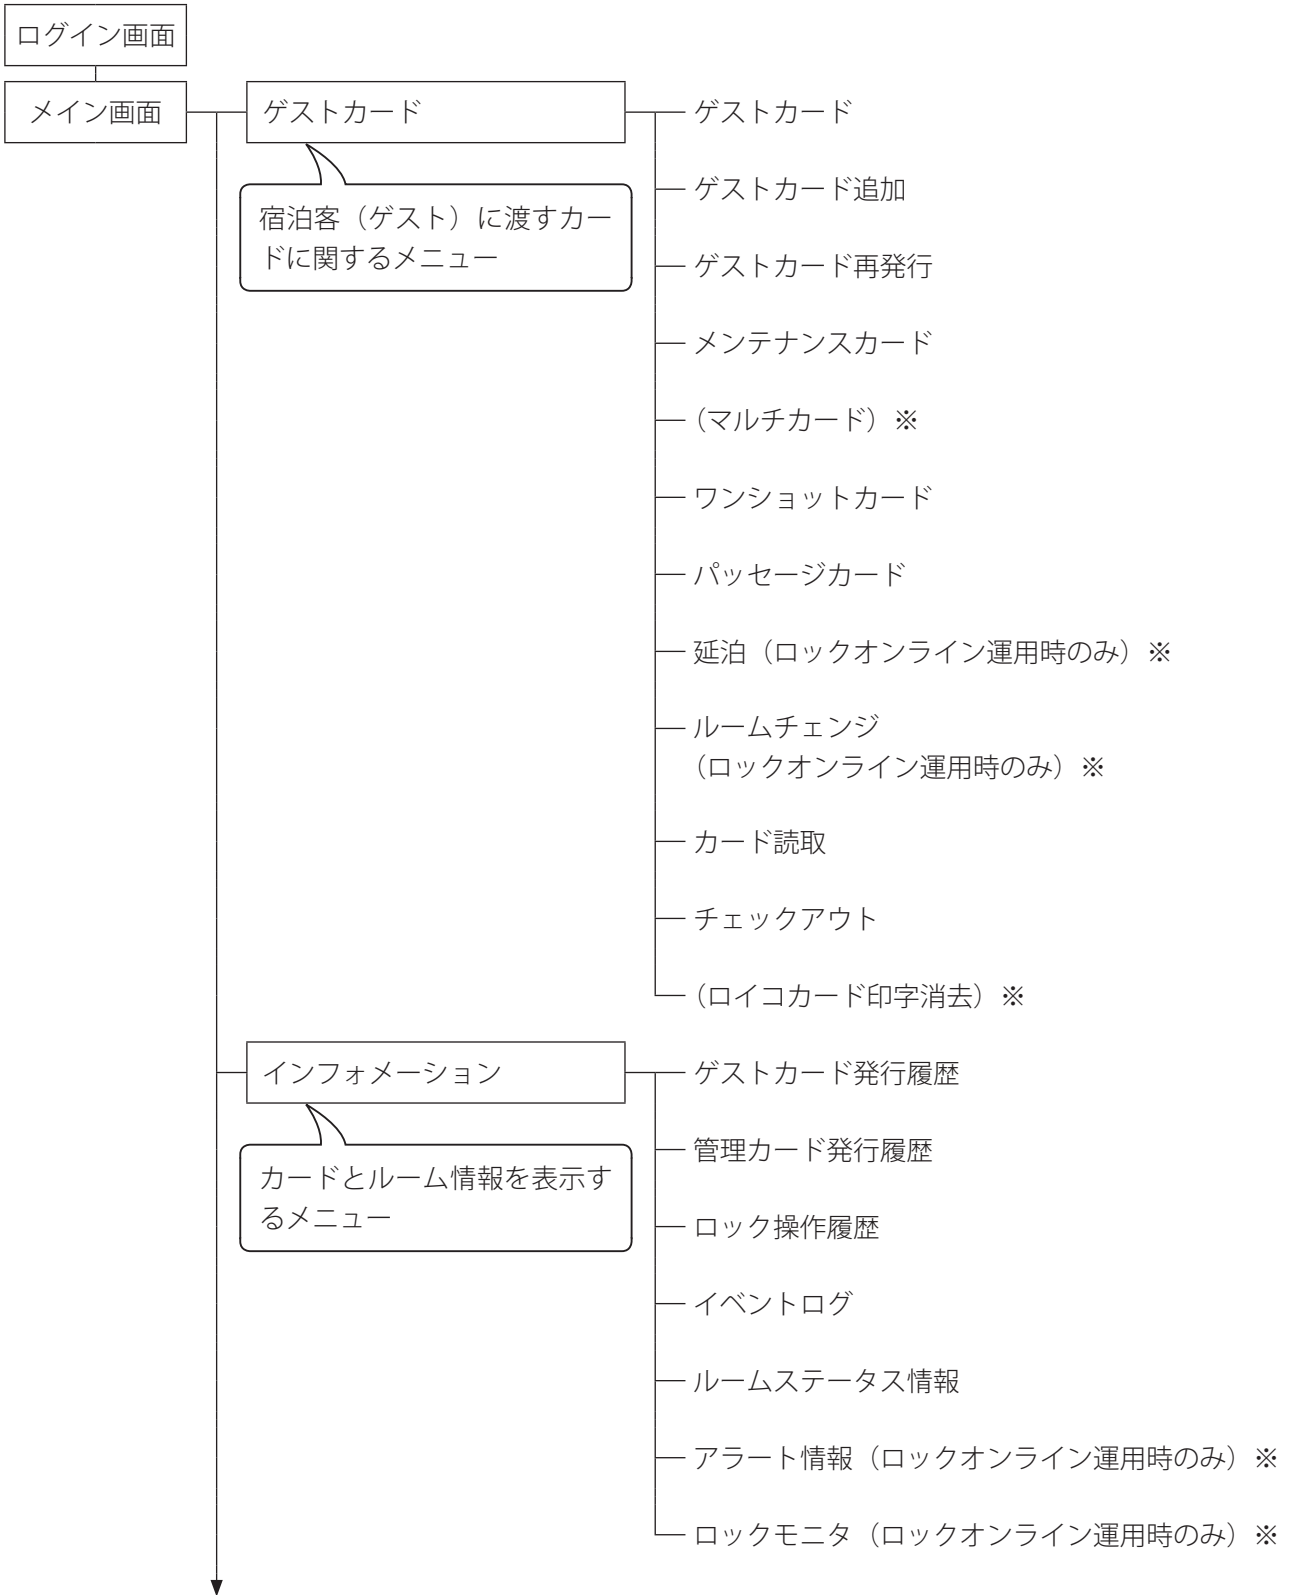 ログイン画面
メイン画面
ゲストカード
ゲストカード
宿泊客（ゲスト）に渡すカー
ドに関するメニュー
ゲストカード追加
ゲストカード再発行
メンテナンスカード
（マルチカード）※
ワンショットカード
パッセージカード
延泊（ロックオンライン運用時のみ）※
ルームチェンジ
（ロックオンライン運用時のみ）※
カード読取
チェックアウト
（ロイコカード印字消去）※
インフォメーション
ゲストカード発行履歴
カードとルーム情報を表示す
るメニュー
管理カード発行履歴
ロック操作履歴
イベントログ
ルームステータス情報
アラート情報（ロックオンライン運用時のみ）※
ロックモニタ（ロックオンライン運用時のみ）※